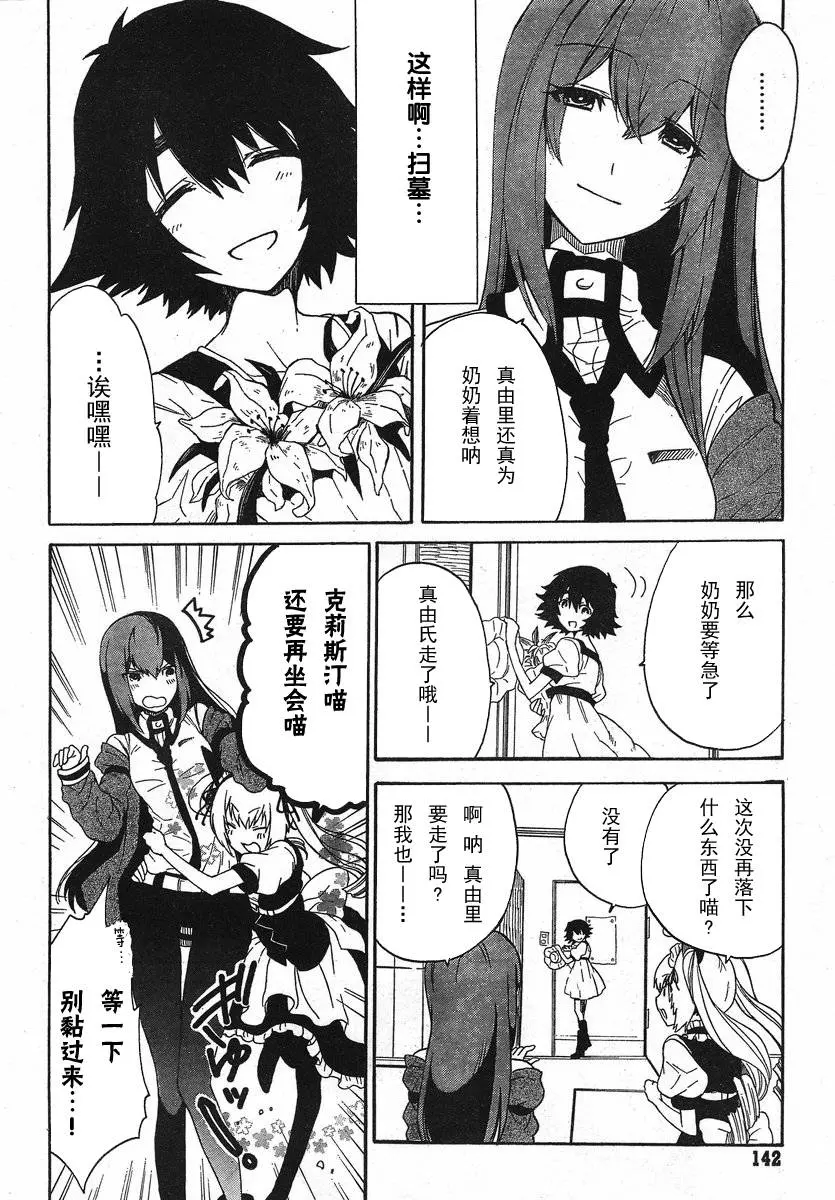 ………
这样啊…扫墓…
真由里还真为
奶奶着想呐
…诶嘿嘿——
那么
奶奶要等急了
真由氏走了哦——
这次没再落下
什么东西了喵？
没有了
啊 呐 真由里
要走了吗？
那我也——…
克莉斯汀喵
还要再坐会喵
等…
等一下
别黏过来…！
ぎゅっ…。
142